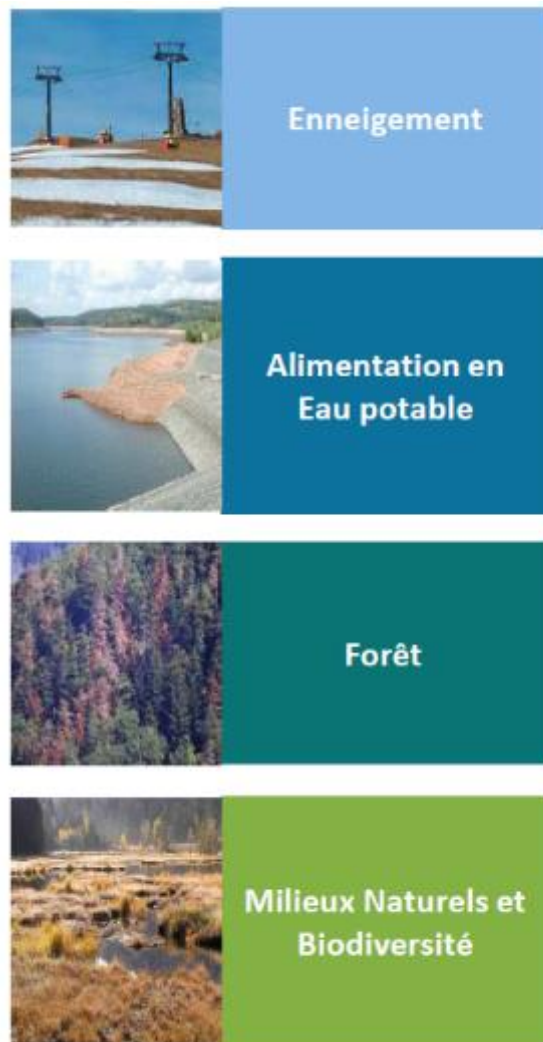 Enneigement
Alimentation en
Eau potable
Forêt
Milieux Naturels et
Biodiversité